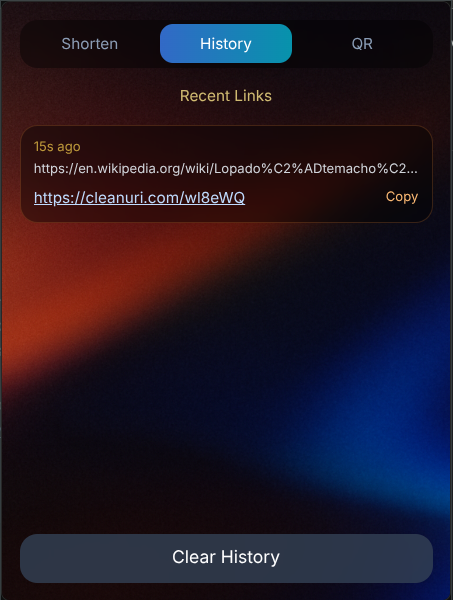 Shorten
History
QR
Recent Links
15s ago
https://en.wikipedia.org/wiki/Lopado%C2%ADtemacho%C2...
https://cleanuri.com/wl8eWQ
Copy
Clear History